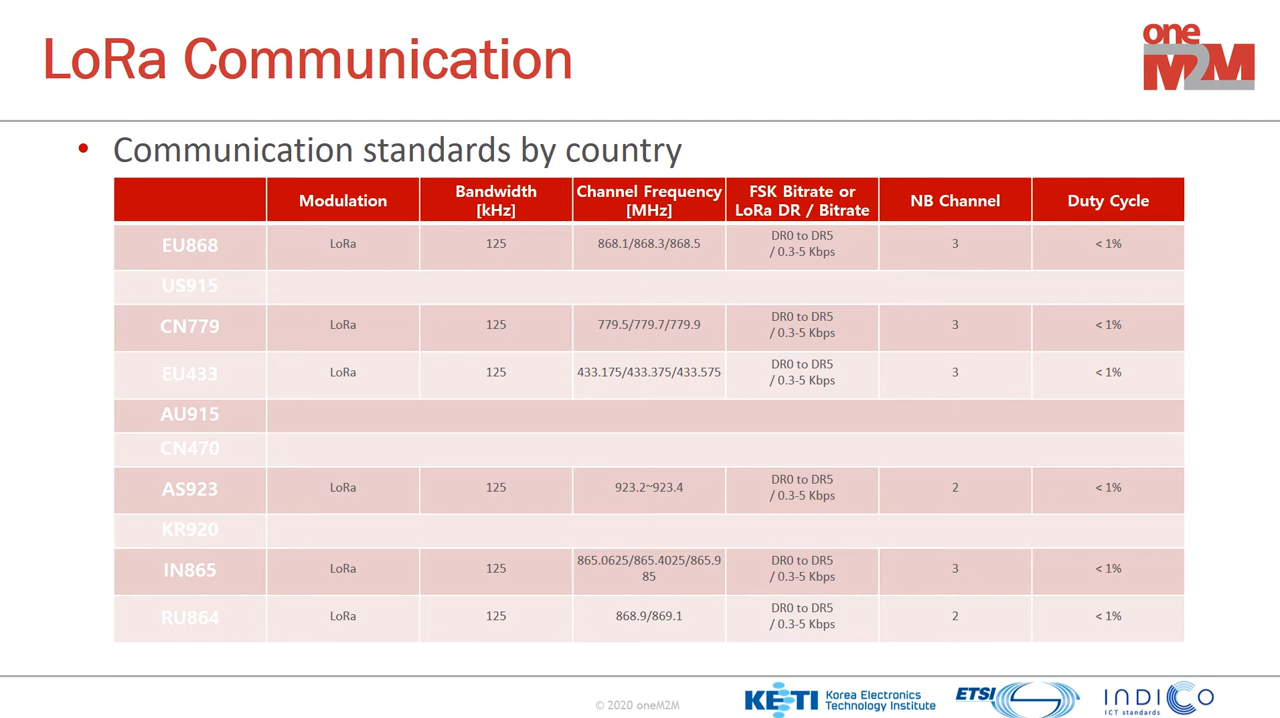 LoRa Communication
one
M2M
• Communication standards by country
Modulation
Bandwidth
[kHz]
Channel Frequency
[MHz]
FSK Bitrate or
LoRa DR / Bitrate
NB Channel
Duty Cycle
EU868
LoRa
125
868.1/868.3/868.5
DR0 to DR5
/ 0.3-5 Kbps
3
< 1%
US915
CN779
LoRa
125
779.5/779.7/779.9
DR0 to DR5
/ 0.3-5 Kbps
3
< 1%
EU433
LoRa
125
433.175/433.375/433.575
DR0 to DR5
/ 0.3-5 Kbps
3
< 1%
AU915
CN470
AS923
LoRa
125
923.2~923.4
DR0 to DR5
/ 0.3-5 Kbps
2
< 1%
KR920
IN865
LoRa
125
865.0625/865.4025/865.9
85
DR0 to DR5
/ 0.3-5 Kbps
3
< 1%
RU864
LoRa
125
868.9/869.1
DR0 to DR5
/ 0.3-5 Kbps
2
< 1%
© 2020 oneM2M
KETI
Korea Electronics
Technology Institute
ETSI
INDICO
ICT standards